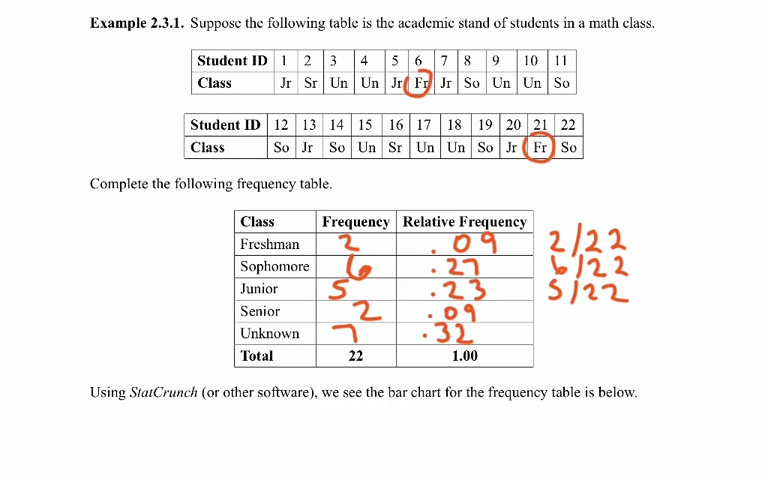 Example 2.3.1. Suppose the following table is the academic stand of students in a math class.
Student ID 1 2 3 4 5 6 7 8 9 10 11
Class Jr Sr Un Un Jr Fr Jr So Un Un So
Student ID 12 13 14 15 16 17 18 19 20 21 22
Class So Jr So Un Sr Un Un So Jr Fr So
Complete the following frequency table.
Class Frequency Relative Frequency
Freshman 2 .09 2/22
Sophomore 6 .27 6/22
Junior 5 .23 5/22
Senior 2 .09
Unknown 7 .32
Total 22 1.00
Using StatCrunch (or other software), we see the bar chart for the frequency table is below.